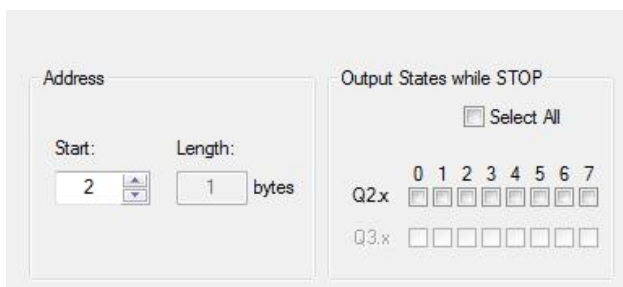 Address
Start:
Length:
2
1
bytes
Output States while STOP
Select All
0 1 2 3 4 5 6 7
Q2.x
Q3.x